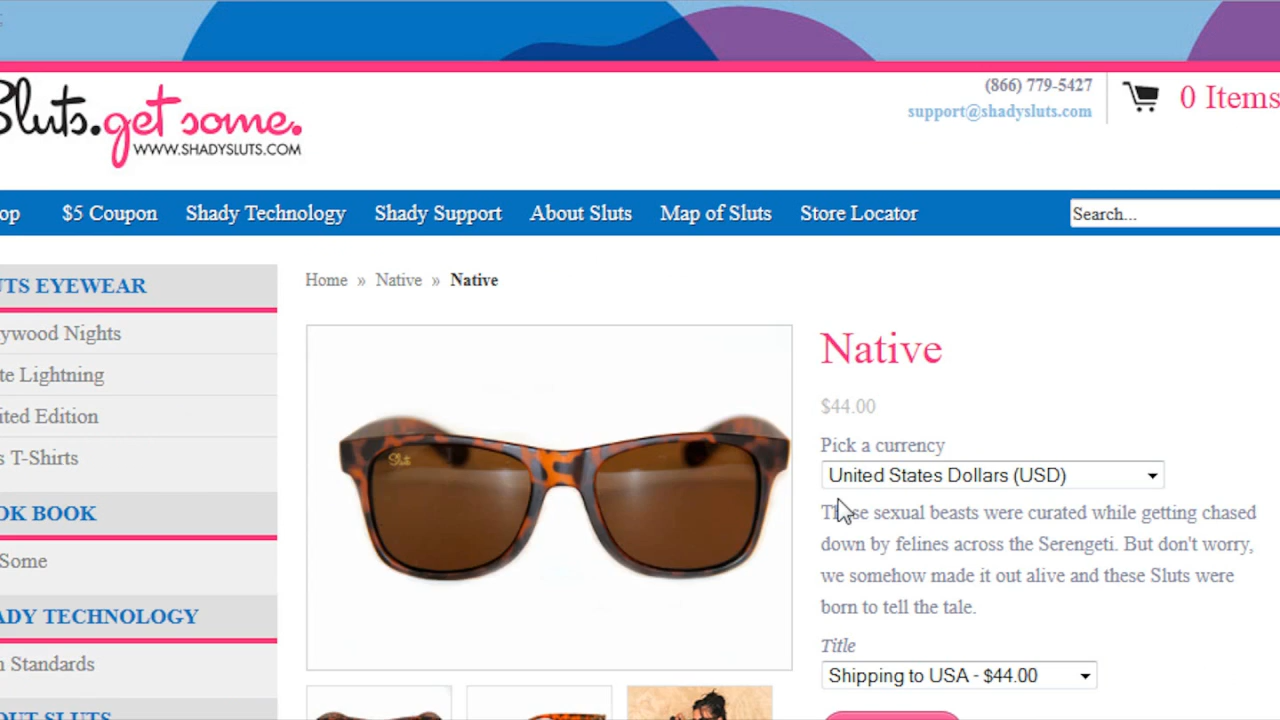 Sluts.get some.
WWW.SHADYSLUTS.COM
(866) 779-5427
support@shadysluts.com
0 Items
op
$5 Coupon
Shady Technology
Shady Support
About Sluts
Map of Sluts
Store Locator
Search...
UTS EYEWEAR
ywood Nights
te Lightning
ited Edition
s T-Shirts
OK BOOK
Some
ADY TECHNOLOGY
n Standards
OUT SLUTS
Home » Native » Native
Sluts
Native
$44.00
Pick a currency
United States Dollars (USD)
These sexual beasts were curated while getting chased
down by felines across the Serengeti. But don't worry,
we somehow made it out alive and these Sluts were
born to tell the tale.
Title
Shipping to USA - $44.00